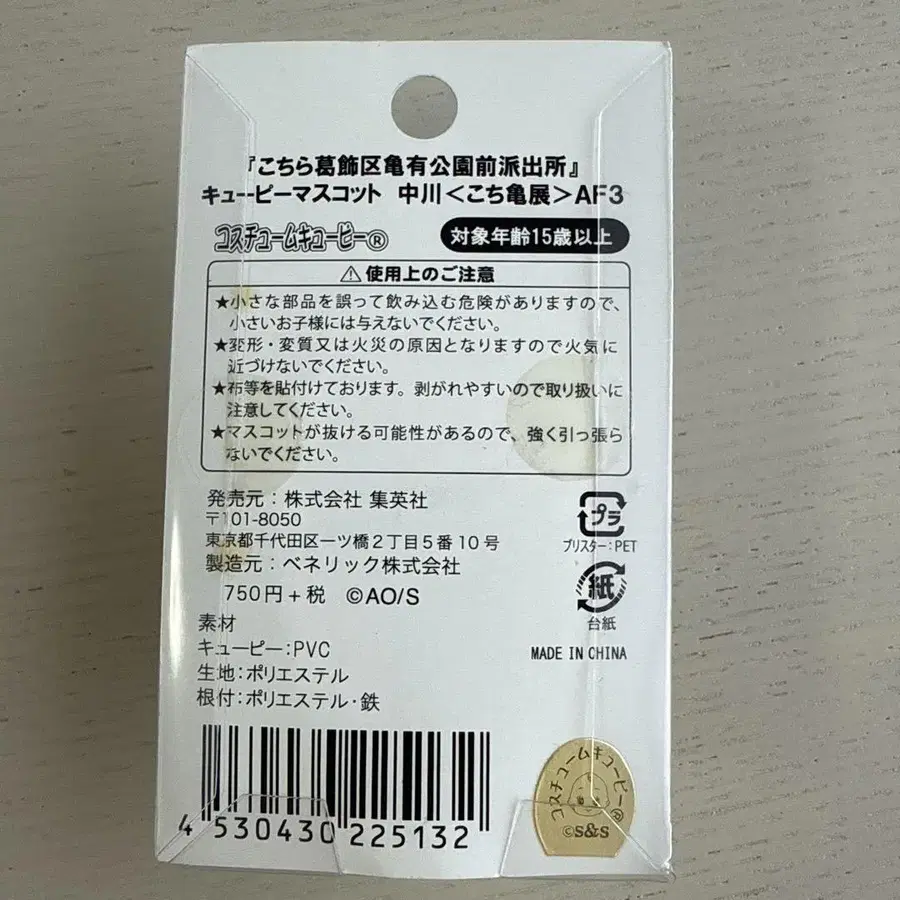 『こちら葛飾区亀有公園前派出所』
キューピーマスコット 中川<こち亀展>AF3
コスチュームキューピー® 対象年齢15歳以上
⚠使用上のご注意
★小さな部品を誤って飲み込む危険がありますので、
小さいお子様には与えないでください。
★変形・変質又は火災の原因となりますので火気に
近づけないでください。
★布等を貼付けております。剥がれやすいので取り扱いに
注意してください。
★マスコットが抜ける可能性があるので、強く引っ張ら
ないでください。
発売元:株式会社 集英社
〒101-8050
東京都千代田区一ツ橋2丁目5番10号
製造元:ベネリック株式会社
750円+税 ©AO/S
プラ
ブリスター:PET
紙
台紙
素材
キューピー:PVC
生地:ポリエステル
根付:ポリエステル・鉄
MADE IN CHINA
4 530430 225132
コスチュームキューピー®
©S&S